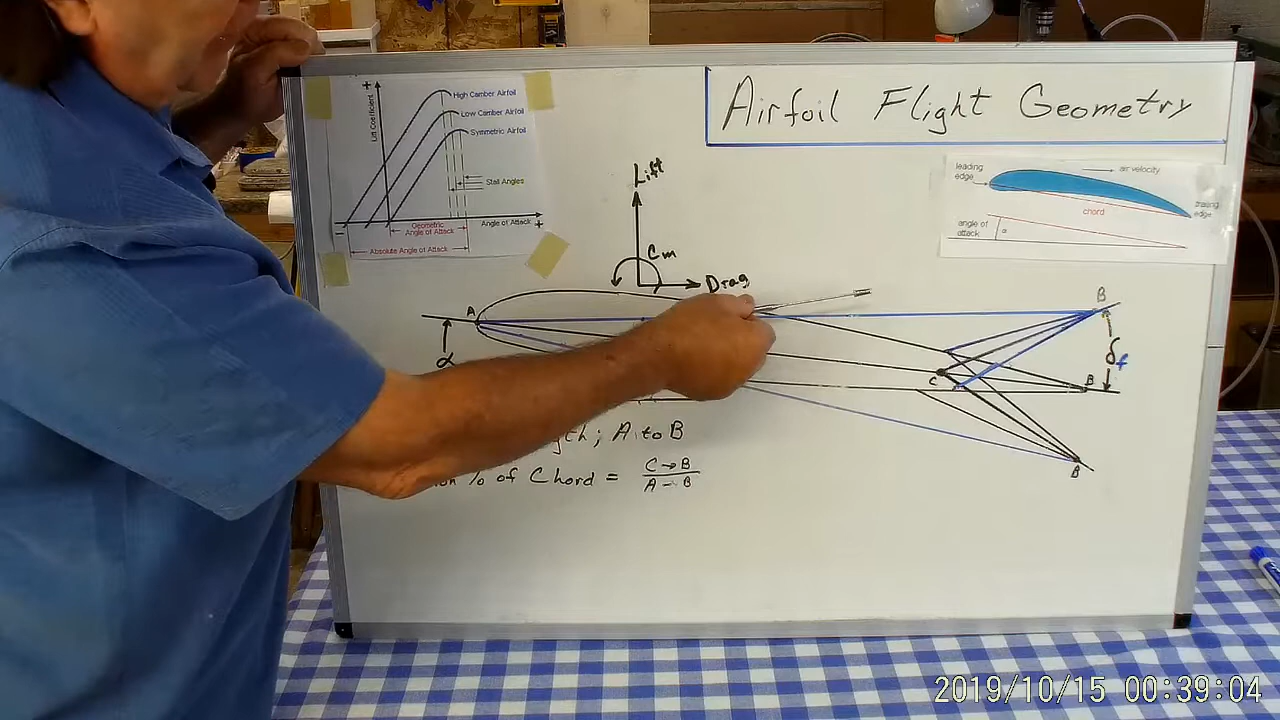 Airfoil Flight Geometry
+
Lift Coefficient
High Camber Airfoil
Low Camber Airfoil
Symmetric Airfoil
Stall Angles
Geometric
Angle of Attack
Angle of Attack
+
-
Absolute Angle of Attack
leading
edge
air velocity
trailing
edge
chord
angle of
attack
α
Lift
Cm
Drag
A
B
α
δf
C
B
B
A to B
% of Chord = C→B
A→B
2019/10/15 00:39:04